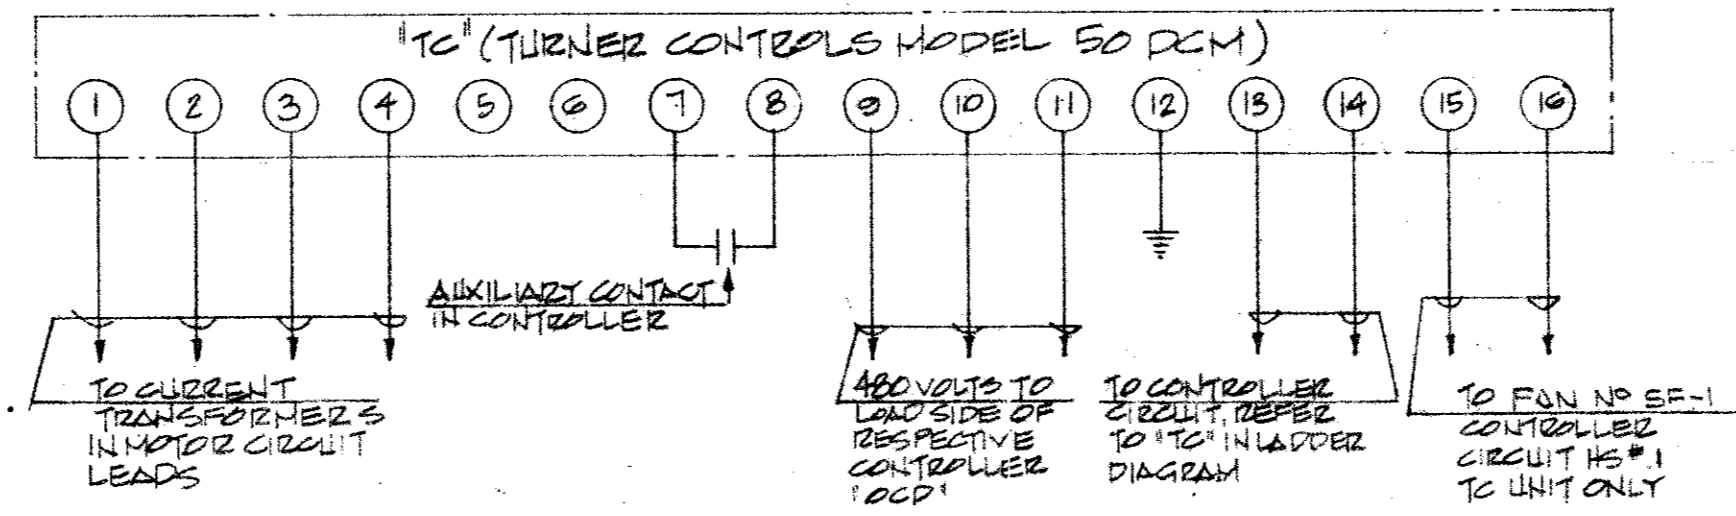 "TC" (TURNER CONTROLS MODEL 50 DCM)
1 2 3 4 5 6 7 8 9 10 11 12 13 14 15 16
AUXILIARY CONTACT
IN CONTROLLER
TO CURRENT
TRANSFORMERS
IN MOTOR CIRCUIT
LEADS
480 VOLTS TO
LOAD SIDE OF
RESPECTIVE
CONTROLLER
"OCD"
TO CONTROLLER
CIRCUIT, REFER
TO "TC" IN LADDER
DIAGRAM
TO FAN Nº SF-1
CONTROLLER
CIRCUIT HS#1
TC UNIT ONLY